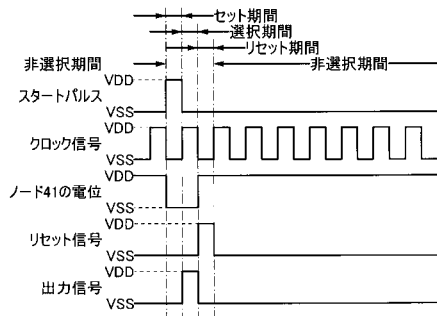 セット期間
選択期間
リセット期間
非選択期間
非選択期間
スタートパルス
VDD
VSS
クロック信号
VDD
VSS
ノード41の電位
VDD
VSS
リセット信号
VDD
VSS
出力信号
VDD
VSS